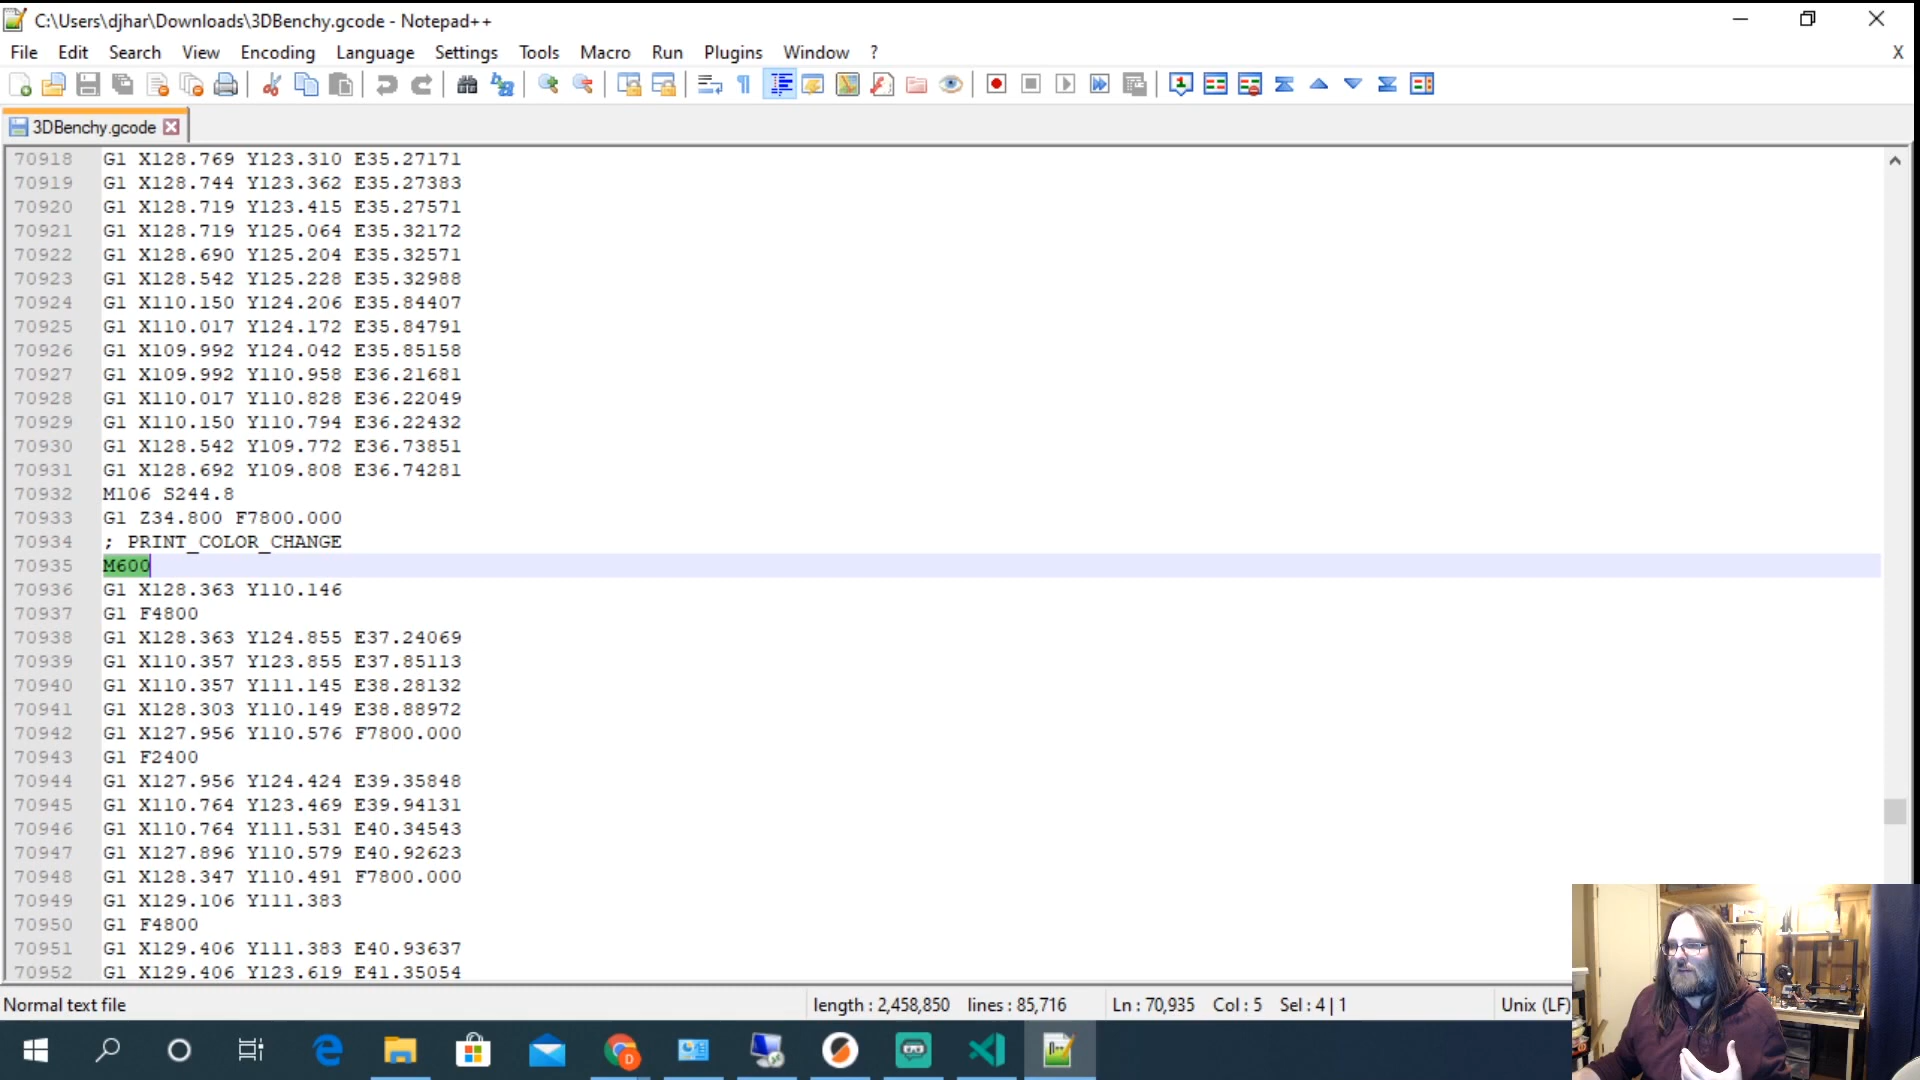 C:\Users\djhar\Downloads\3DBenchy.gcode - Notepad++
File Edit Search View Encoding Language Settings Tools Macro Run Plugins Window ? X
3DBenchy.gcode
70918 G1 X128.769 Y123.310 E35.27171
70919 G1 X128.744 Y123.362 E35.27383
70920 G1 X128.719 Y123.415 E35.27571
70921 G1 X128.719 Y125.064 E35.32172
70922 G1 X128.690 Y125.204 E35.32571
70923 G1 X128.542 Y125.228 E35.32988
70924 G1 X110.150 Y124.206 E35.84407
70925 G1 X110.017 Y124.172 E35.84791
70926 G1 X109.992 Y124.042 E35.85158
70927 G1 X109.992 Y110.958 E36.21681
70928 G1 X110.017 Y110.828 E36.22049
70929 G1 X110.150 Y110.794 E36.22432
70930 G1 X128.542 Y109.772 E36.73851
70931 G1 X128.692 Y109.808 E36.74281
70932 M106 S244.8
70933 G1 Z34.800 F7800.000
70934 ; PRINT_COLOR_CHANGE
70935 M600
70936 G1 X128.363 Y110.146
70937 G1 F4800
70938 G1 X128.363 Y124.855 E37.24069
70939 G1 X110.357 Y123.855 E37.85113
70940 G1 X110.357 Y111.145 E38.28132
70941 G1 X128.303 Y110.149 E38.88972
70942 G1 X127.956 Y110.576 F7800.000
70943 G1 F2400
70944 G1 X127.956 Y124.424 E39.35848
70945 G1 X110.764 Y123.469 E39.94131
70946 G1 X110.764 Y111.531 E40.34543
70947 G1 X127.896 Y110.579 E40.92623
70948 G1 X128.347 Y110.491 F7800.000
70949 G1 X129.106 Y111.383
70950 G1 F4800
70951 G1 X129.406 Y111.383 E40.93637
70952 G1 X129.406 Y123.619 E41.35054
Normal text file length : 2,458,850 lines : 85,716 Ln : 70,935 Col : 5 Sel : 4 | 1 Unix (LF)